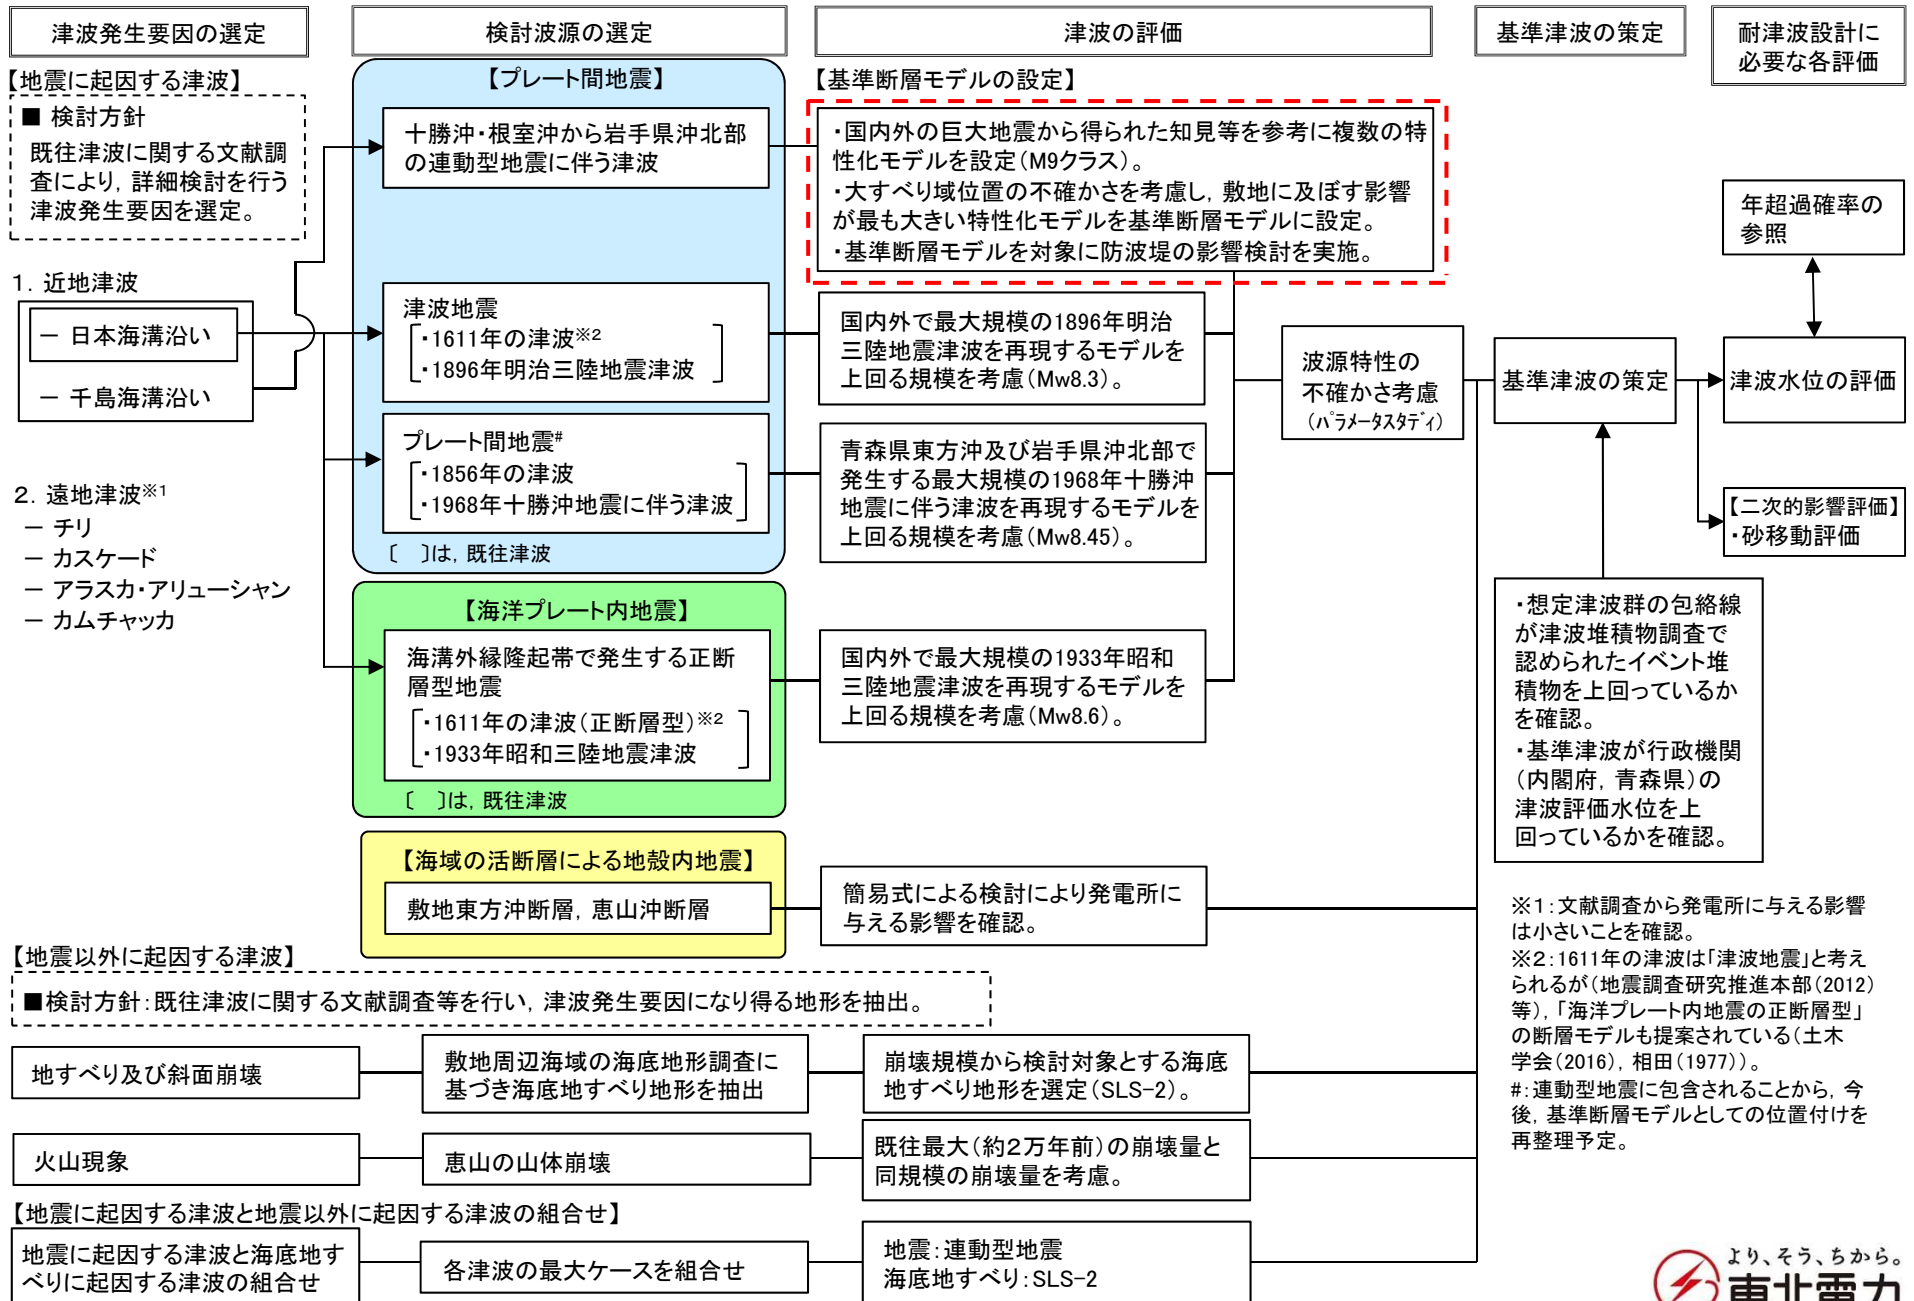 津波発生要因の選定
検討波源の選定
津波の評価
基準津波の策定
耐津波設計に
必要な各評価
【地震に起因する津波】
■ 検討方針
既往津波に関する文献調
査により，詳細検討を行う
津波発生要因を選定。
1．近地津波
－ 日本海溝沿い
－ 千島海溝沿い
2．遠地津波※1
－ チリ
－ カスケード
－ アラスカ・アリューシャン
－ カムチャッカ
【プレート間地震】
十勝沖・根室沖から岩手県沖北部
の連動型地震に伴う津波
津波地震
・1611年の津波※2
・1896年明治三陸地震津波
プレート間地震#
・1856年の津波
・1968年十勝沖地震に伴う津波
〔　〕は，既往津波
【海洋プレート内地震】
海溝外縁隆起帯で発生する正断
層型地震
・1611年の津波（正断層型）※2
・1933年昭和三陸地震津波
〔　〕は，既往津波
【海域の活断層による地殻内地震】
敷地東方沖断層，恵山沖断層
【基準断層モデルの設定】
・国内外の巨大地震から得られた知見等を参考に複数の特
性化モデルを設定（M9クラス）。
・大すべり域位置の不確かさを考慮し，敷地に及ぼす影響
が最も大きい特性化モデルを基準断層モデルに設定。
・基準断層モデルを対象に防波堤の影響検討を実施。
国内外で最大規模の1896年明治
三陸地震津波を再現するモデルを
上回る規模を考慮（Mw8.3）。
青森県東方沖及び岩手県沖北部で
発生する最大規模の1968年十勝沖
地震に伴う津波を再現するモデルを
上回る規模を考慮（Mw8.45）。
国内外で最大規模の1933年昭和
三陸地震津波を再現するモデルを
上回る規模を考慮（Mw8.6）。
簡易式による検討により発電所に
与える影響を確認。
波源特性の
不確かさ考慮
（ﾊﾟﾗﾒｰﾀｽﾀﾃﾞｨ）
基準津波の策定
年超過確率の
参照
津波水位の評価
【二次的影響評価】
・砂移動評価
・想定津波群の包絡線
が津波堆積物調査で
認められたイベント堆
積物を上回っているか
を確認。
・基準津波が行政機関
（内閣府，青森県）の
津波評価水位を上
回っているかを確認。
【地震以外に起因する津波】
■検討方針：既往津波に関する文献調査等を行い，津波発生要因になり得る地形を抽出。
地すべり及び斜面崩壊
敷地周辺海域の海底地形調査に
基づき海底地すべり地形を抽出
崩壊規模から検討対象とする海底
地すべり地形を選定（SLS-2）。
火山現象
恵山の山体崩壊
既往最大（約2万年前）の崩壊量と
同規模の崩壊量を考慮。
【地震に起因する津波と地震以外に起因する津波の組合せ】
地震に起因する津波と海底地す
べりに起因する津波の組合せ
各津波の最大ケースを組合せ
地震：連動型地震
海底地すべり：SLS-2
※1：文献調査から発電所に与える影響
は小さいことを確認。
※2：1611年の津波は「津波地震」と考え
られるが（地震調査研究推進本部（2012）
等），「海洋プレート内地震の正断層型」
の断層モデルも提案されている（土木
学会（2016），相田（1977））。
#：連動型地震に包含されることから，今
後，基準断層モデルとしての位置付けを
再整理予定。
より、そう、ちから。
東北電力